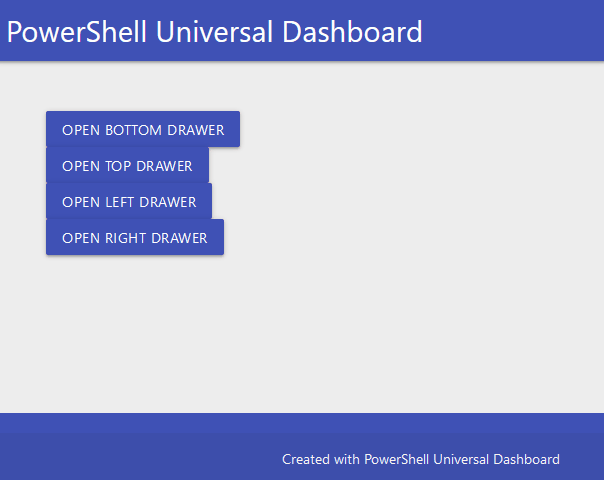 PowerShell Universal Dashboard
OPEN BOTTOM DRAWER
OPEN TOP DRAWER
OPEN LEFT DRAWER
OPEN RIGHT DRAWER
Created with PowerShell Universal Dashboard